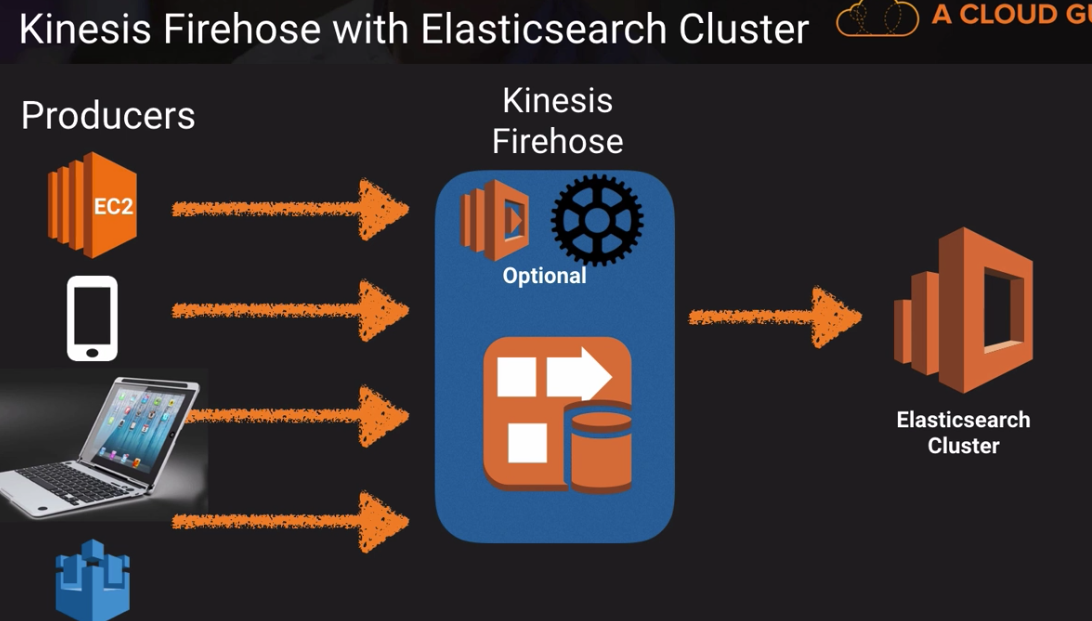 Kinesis Firehose with Elasticsearch Cluster
A CLOUD GU
Producers
Kinesis
Firehose
EC2
Optional
Elasticsearch
Cluster